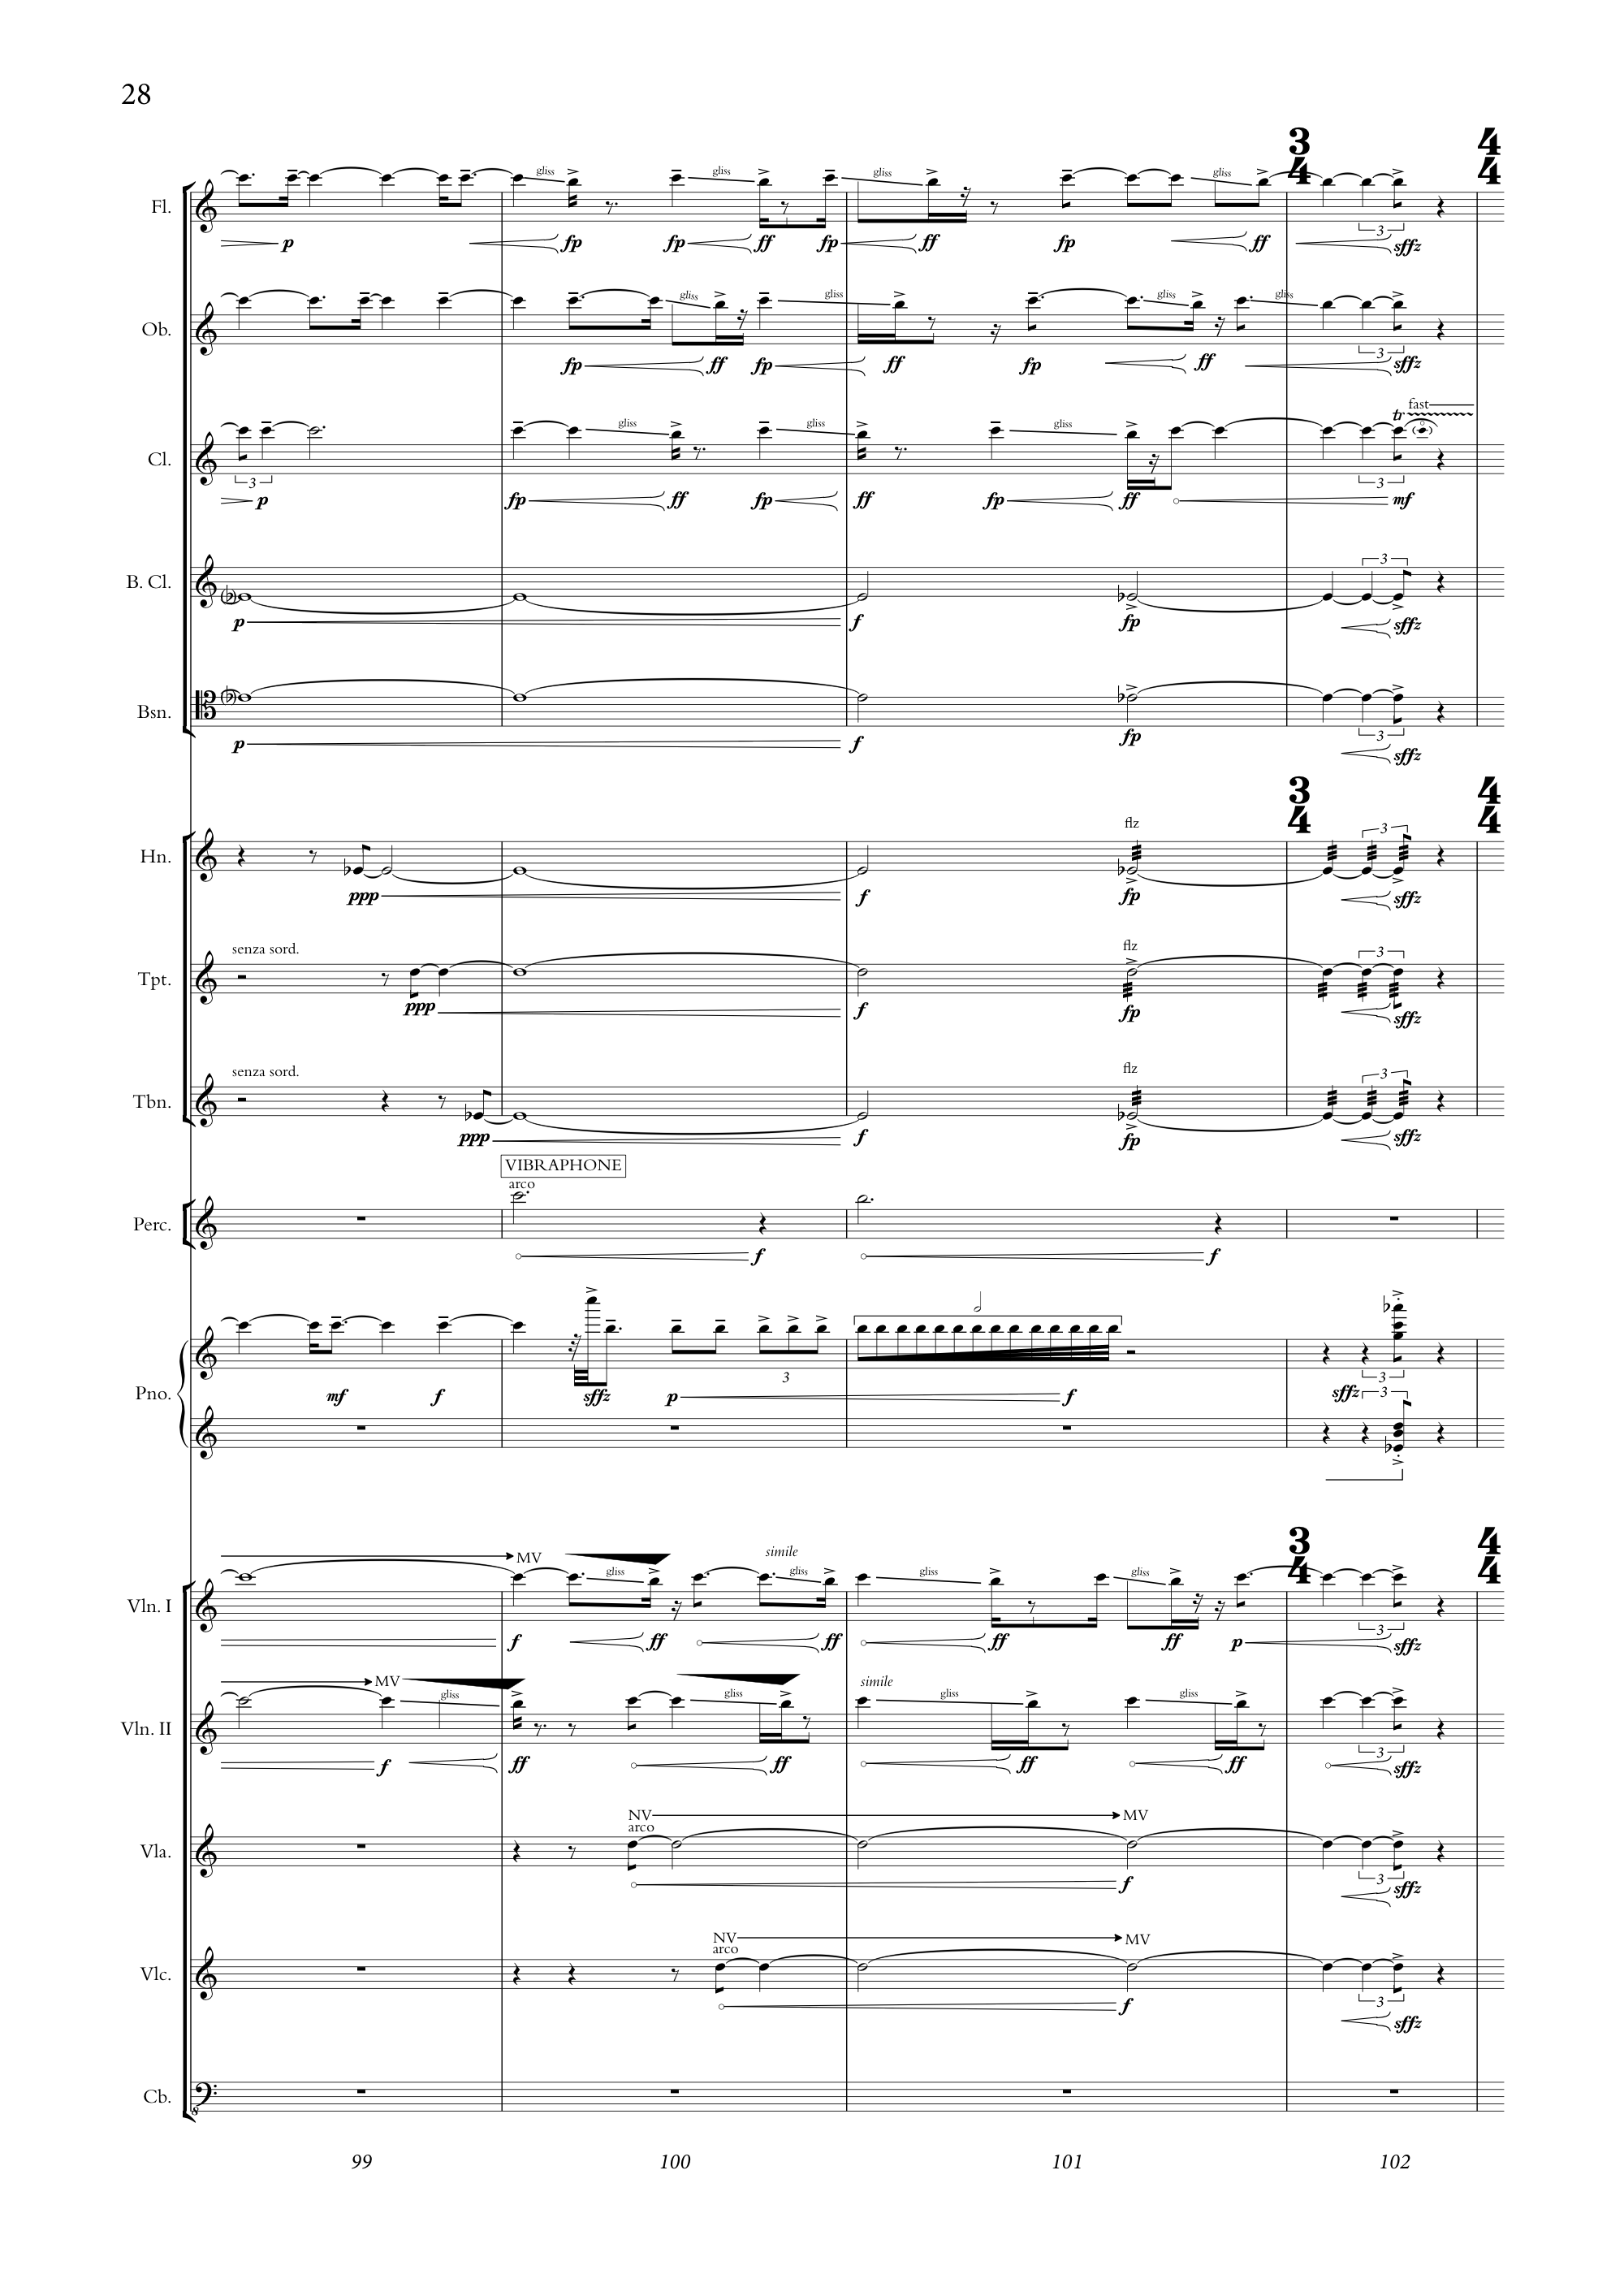 28
3 4
4 4
Fl.
gliss gliss gliss gliss
p fp fp ff fp ff fp ff 3 sffz
Ob.
gliss gliss gliss gliss
fp ff fp ff fp ff 3 sffz
Cl.
gliss gliss gliss tr fast
3 p fp ff fp ff fp ff 3 mf
B. Cl.
3
p f fp sffz
Bsn.
p f fp 3 sffz
3 4
4 4
Hn.
flz 3
ppp f fp sffz
Tpt.
senza sord. flz 3
ppp f fp sffz
Tbn.
senza sord. flz 3
ppp f fp sffz
VIBRAPHONE
arco
Perc.
f f
Pno.
mf f sffz p 3 f 3 sffz 3
3 4
4 4
MV simile
gliss gliss gliss
Vln. I
f ff ff ff ff p 3 sffz
MV simile
gliss gliss gliss gliss
Vln. II
f ff ff ff ff 3 sffz
NV MV
arco
Vla.
f 3 sffz
NV MV
arco
Vlc.
f 3 sffz
Cb.
8
99 100 101 102